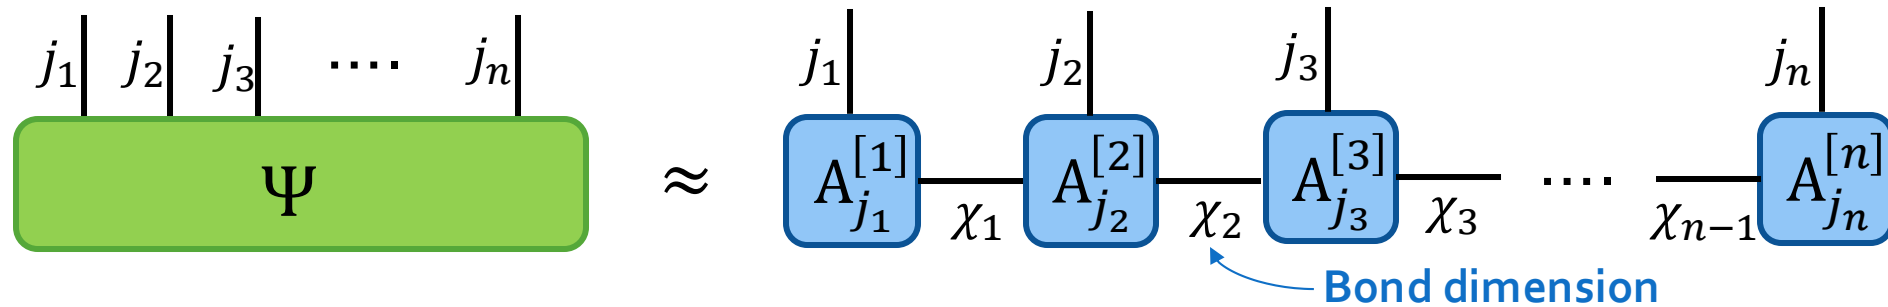 j₁ j₂ j₃ ···· jₙ j₁ j₂ j₃ jₙ
Ψ ≈ A^{[1]}_{j₁} χ₁ A^{[2]}_{j₂} χ₂ A^{[3]}_{j₃} χ₃ ···· χ_{n−1} A^{[n]}_{jₙ}
Bond dimension